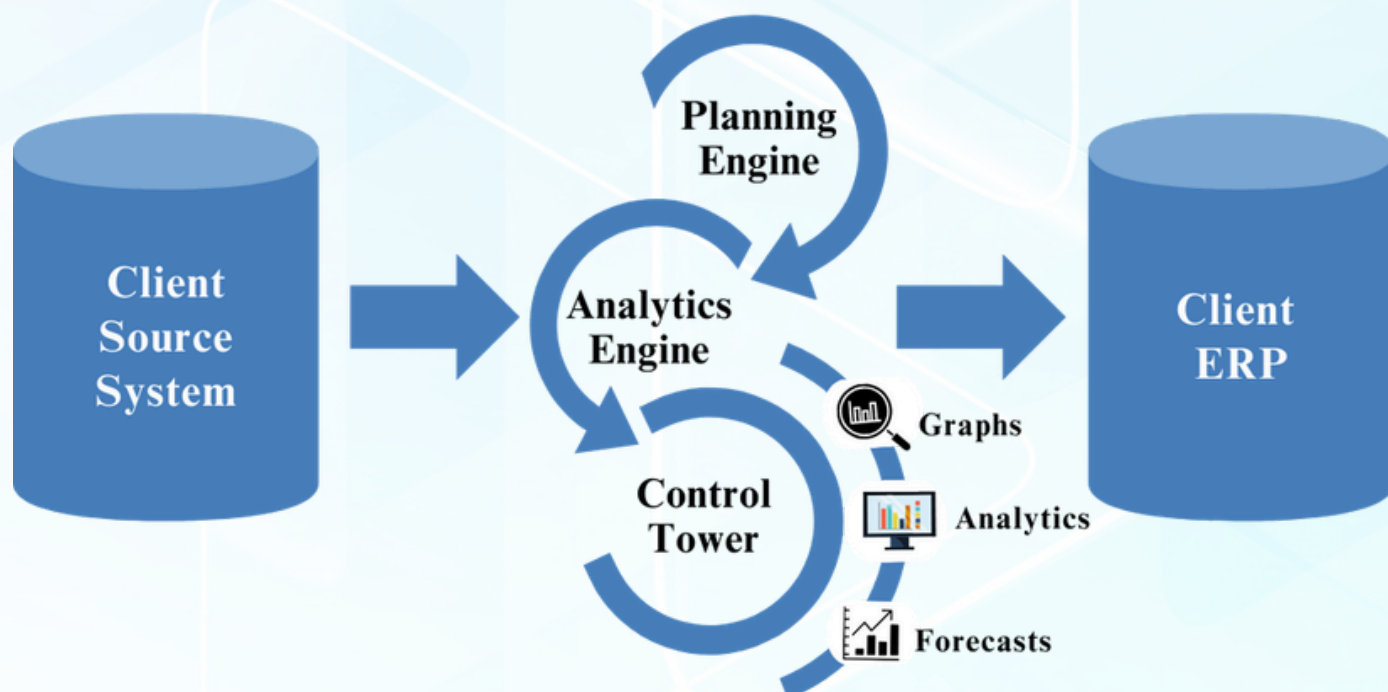 Client
Source
System
Planning
Engine
Analytics
Engine
Control
Tower
Graphs
Analytics
Forecasts
Client
ERP